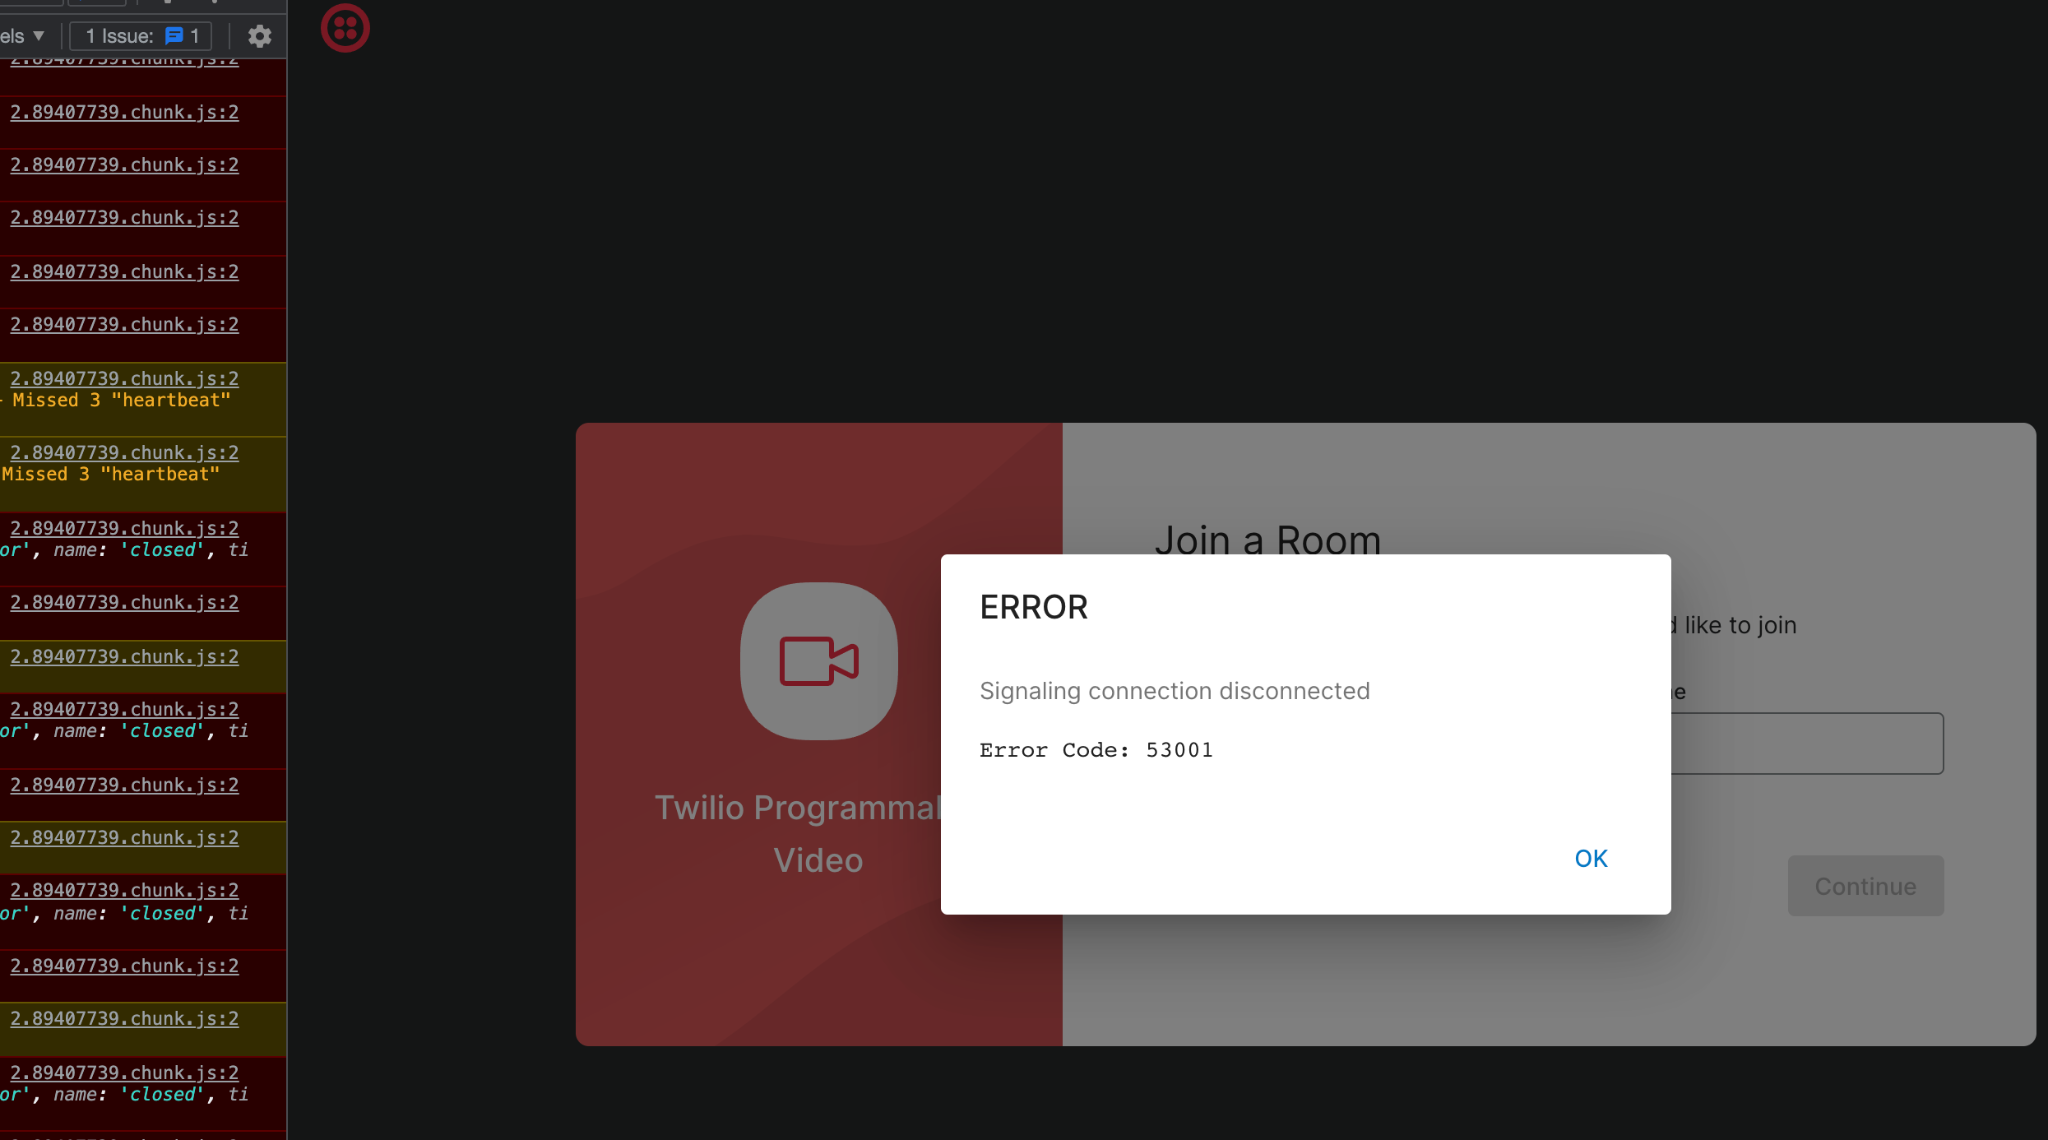 els ▼ 1 Issue: 1
2.89407739.chunk.js:2
2.89407739.chunk.js:2
2.89407739.chunk.js:2
2.89407739.chunk.js:2
2.89407739.chunk.js:2
2.89407739.chunk.js:2
2.89407739.chunk.js:2
- Missed 3 "heartbeat"
2.89407739.chunk.js:2
Missed 3 "heartbeat"
2.89407739.chunk.js:2
or', name: 'closed', ti
2.89407739.chunk.js:2
2.89407739.chunk.js:2
2.89407739.chunk.js:2
or', name: 'closed', ti
2.89407739.chunk.js:2
2.89407739.chunk.js:2
2.89407739.chunk.js:2
or', name: 'closed', ti
2.89407739.chunk.js:2
2.89407739.chunk.js:2
2.89407739.chunk.js:2
or', name: 'closed', ti
Twilio Programmal
Video
Join a Room
d like to join
e
Continue
ERROR
Signaling connection disconnected
Error Code: 53001
OK